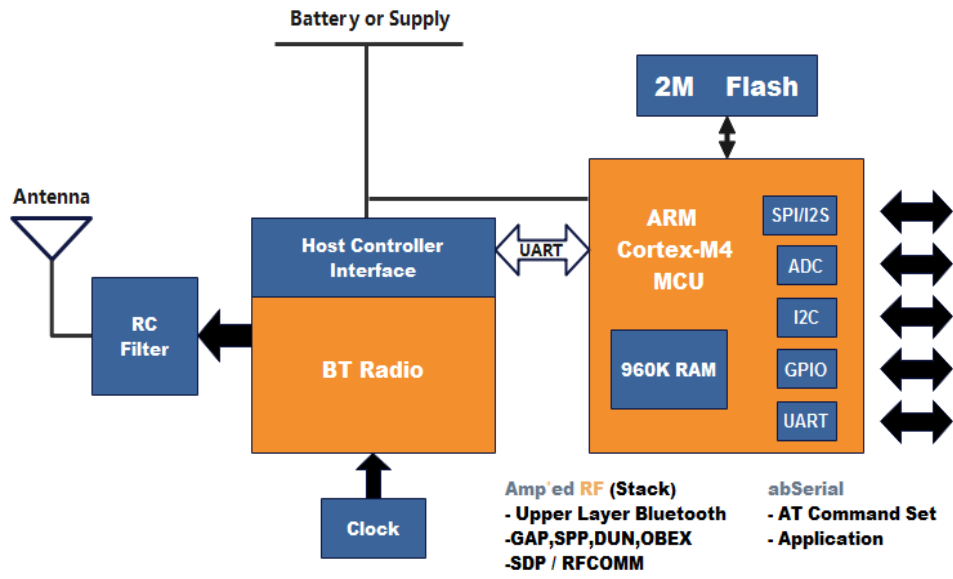 Battery or Supply
2M Flash
Antenna
Host Controller
Interface
UART
ARM
Cortex-M4
MCU
SPI/I2S
ADC
I2C
GPIO
UART
RC
Filter
BT Radio
960K RAM
Clock
Amp'ed RF (Stack)
- Upper Layer Bluetooth
-GAP,SPP,DUN,OBEX
-SDP / RFCOMM
abSerial
- AT Command Set
- Application